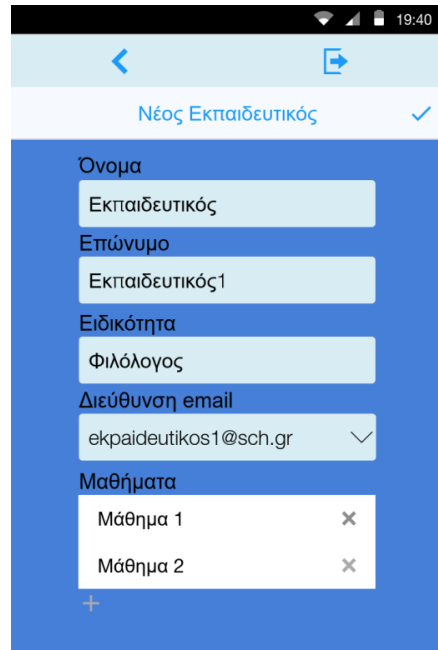 19:40
Νέος Εκπαιδευτικός
Όνομα
Εκπαιδευτικός
Επώνυμο
Εκπαιδευτικός1
Ειδικότητα
Φιλόλογος
Διεύθυνση email
ekpaideutikos1@sch.gr
Μαθήματα
Μάθημα 1
Μάθημα 2